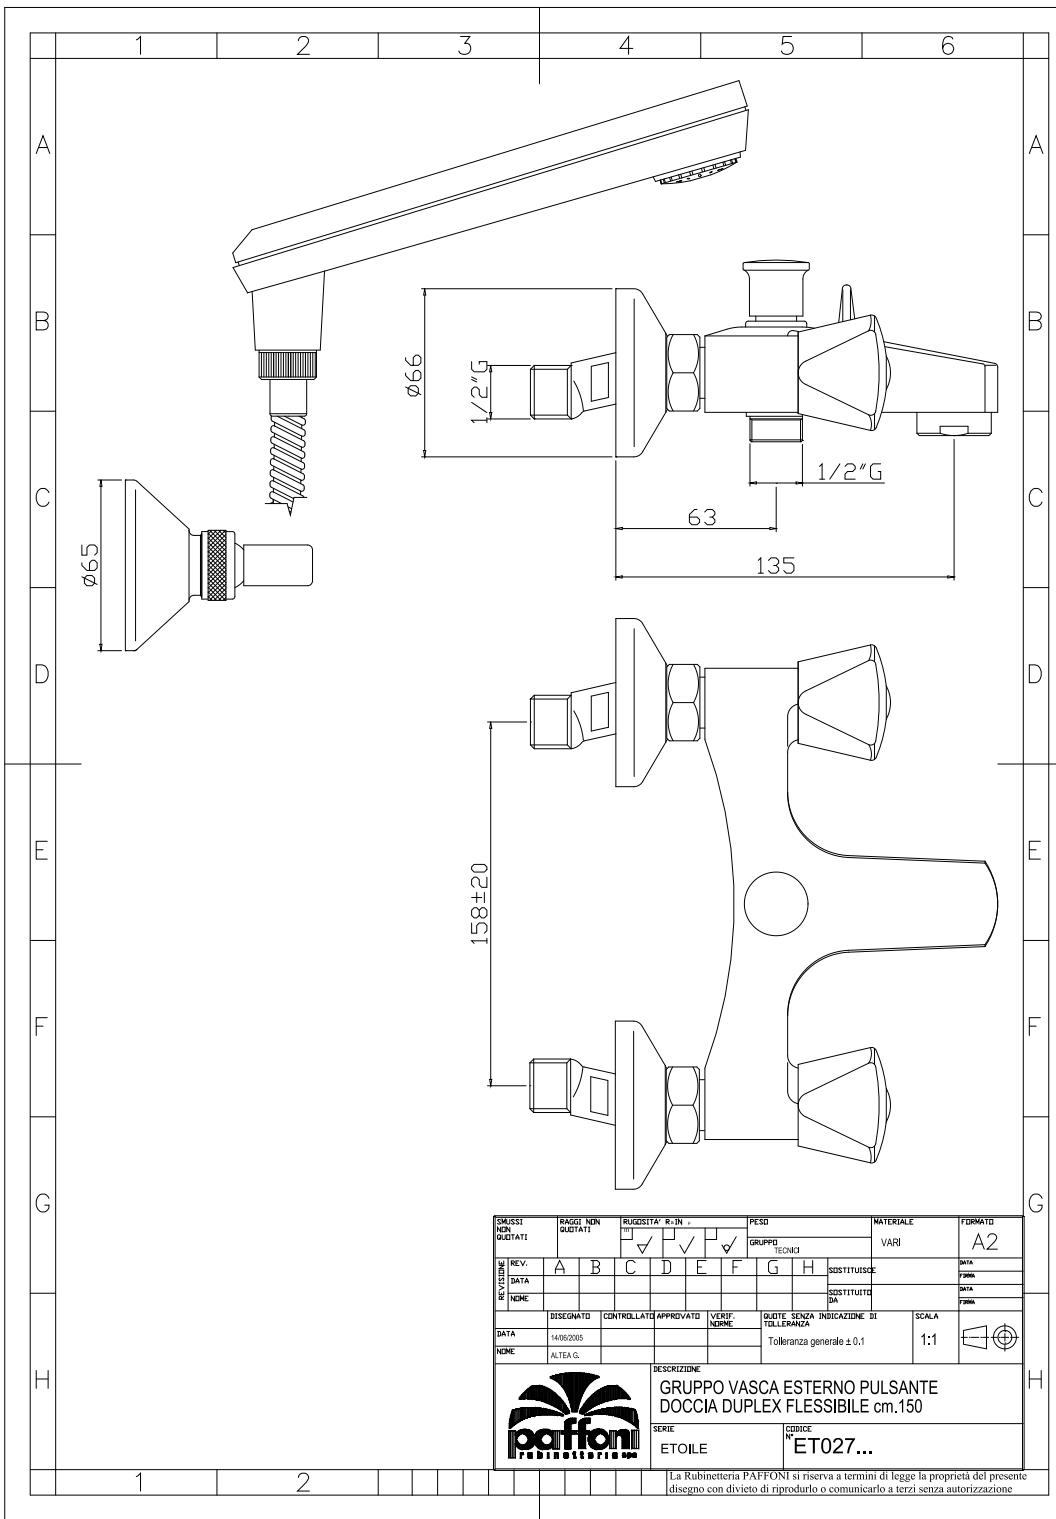 1 2 3 4 5 6
A A
B B
C C
D D
E E
F F
G G
H H
1 2
Ø66
1/2"G
1/2"G
63
135
Ø65
158±20
SMUSSI
NON
QUOTATI
RAGGI NON
QUOTATI
PESO
GRUPPO
TECNICI
MATERIALE
VARI
FORMATO
A2
REVISIONE
REV. A B C D E F G H
DATA
NOME
SOSTITUISCE
SOSTITUITO
DA
DATA
FIRMA
DATA
FIRMA
DISEGNATO CONTROLLATO APPROVATO VERIF.
NORME
DATA 14/06/2005
NOME ALTEA G.
QUOTE SENZA INDICAZIONE DI
TOLLERANZA
Tolleranza generale ± 0.1
SCALA
1:1
paffoni
rubinetteria spa
DESCRIZIONE
GRUPPO VASCA ESTERNO PULSANTE
DOCCIA DUPLEX FLESSIBILE cm.150
SERIE
ETOILE
CODICE
N° ET027...
La Rubinetteria PAFFONI si riserva a termini di legge la proprietà del presente
disegno con divieto di riprodurlo o comunicarlo a terzi senza autorizzazione